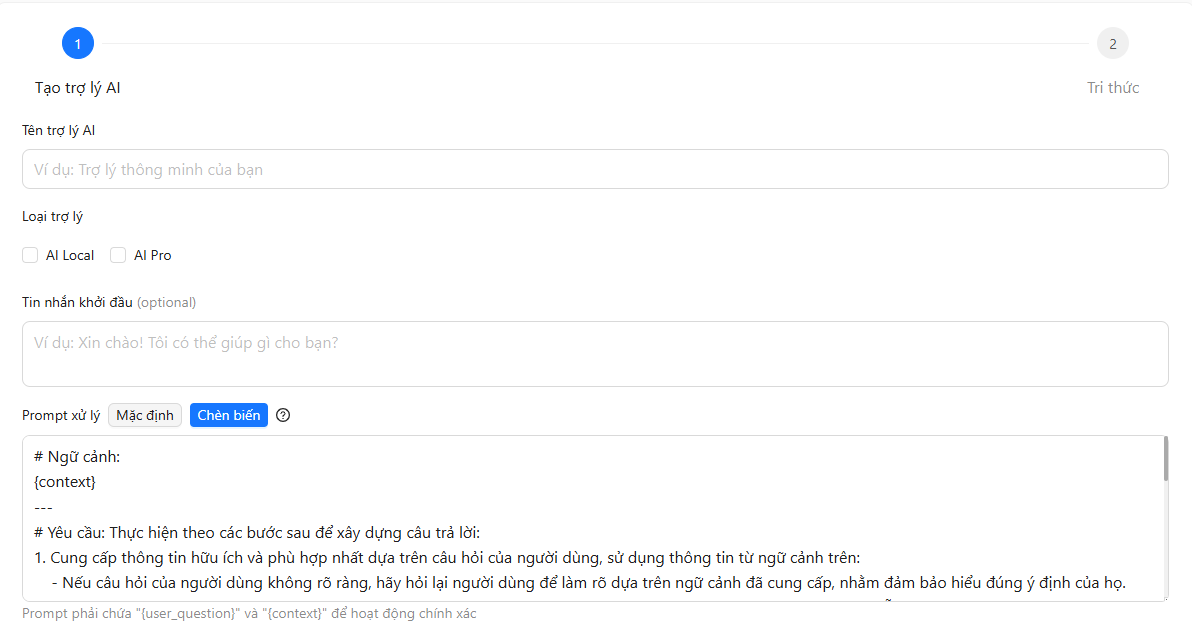 1
2
Tạo trợ lý AI
Tri thức
Tên trợ lý AI
Ví dụ: Trợ lý thông minh của bạn
Loại trợ lý
AI Local
AI Pro
Tin nhắn khởi đầu (optional)
Ví dụ: Xin chào! Tôi có thể giúp gì cho bạn?
Prompt xử lý Mặc định Chèn biến ?
# Ngữ cảnh:
{context}
---
# Yêu cầu: Thực hiện theo các bước sau để xây dựng câu trả lời:
1. Cung cấp thông tin hữu ích và phù hợp nhất dựa trên câu hỏi của người dùng, sử dụng thông tin từ ngữ cảnh trên:
- Nếu câu hỏi của người dùng không rõ ràng, hãy hỏi lại người dùng để làm rõ dựa trên ngữ cảnh đã cung cấp, nhằm đảm bảo hiểu đúng ý định của họ.
Prompt phải chứa "{user_question}" và "{context}" để hoạt động chính xác